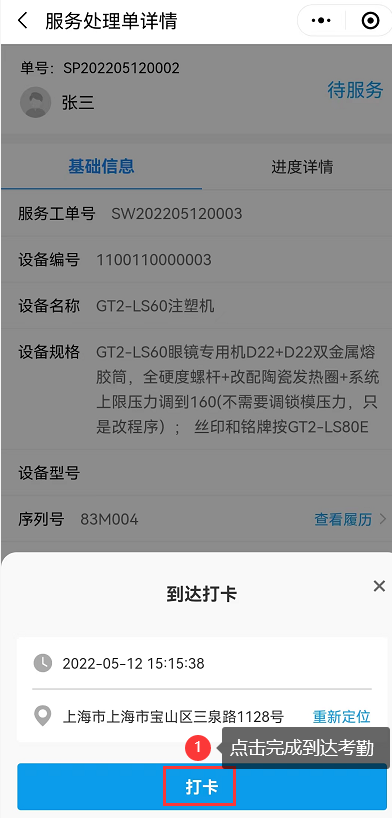 服务处理单详情
单号：SP202205120002
张三
待服务
基础信息
进度详情
服务工单号 SW202205120003
设备编号 1100110000003
设备名称 GT2-LS60注塑机
设备规格 GT2-LS60眼镜专用机D22+D22双金属熔
胶筒，全硬度螺杆+改配陶瓷发热圈+系统
上限压力调到160(不需要调锁模压力，只
是改程序）； 丝印和铭牌按GT2-LS80E
设备型号
序列号 83M004 查看履历
到达打卡
2022-05-12 15:15:38
上海市上海市宝山区三泉路1128号 重新定位
1 点击完成到达考勤
打卡